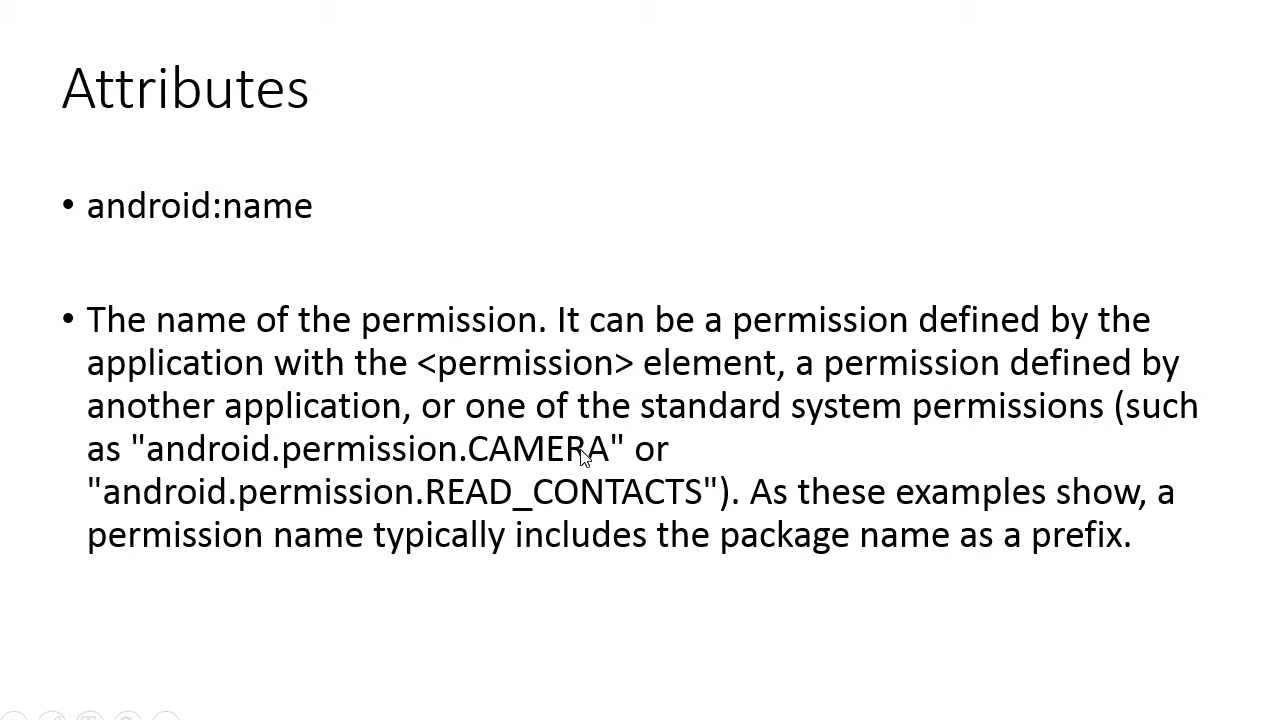 Attributes
• android:name
• The name of the permission. It can be a permission defined by the
application with the <permission> element, a permission defined by
another application, or one of the standard system permissions (such
as "android.permission.CAMERA" or
"android.permission.READ_CONTACTS"). As these examples show, a
permission name typically includes the package name as a prefix.